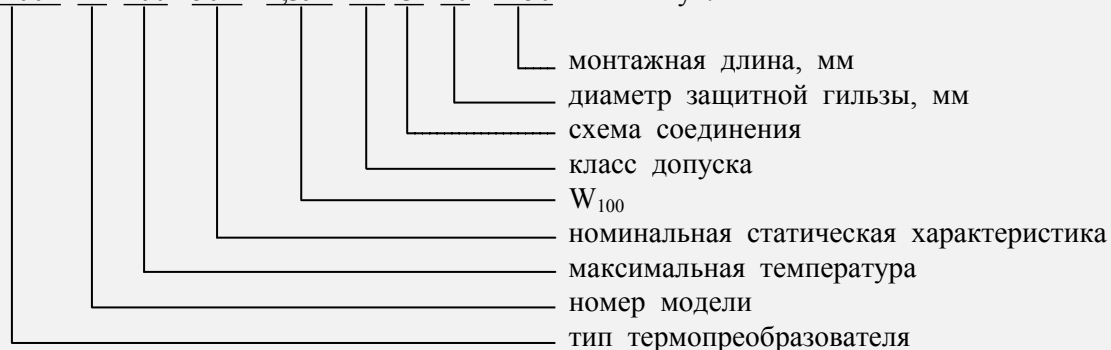 монтажная длина, мм
диаметр защитной гильзы, мм
схема соединения
класс допуска
W100
номинальная статическая характеристика
максимальная температура
номер модели
тип термопреобразователя